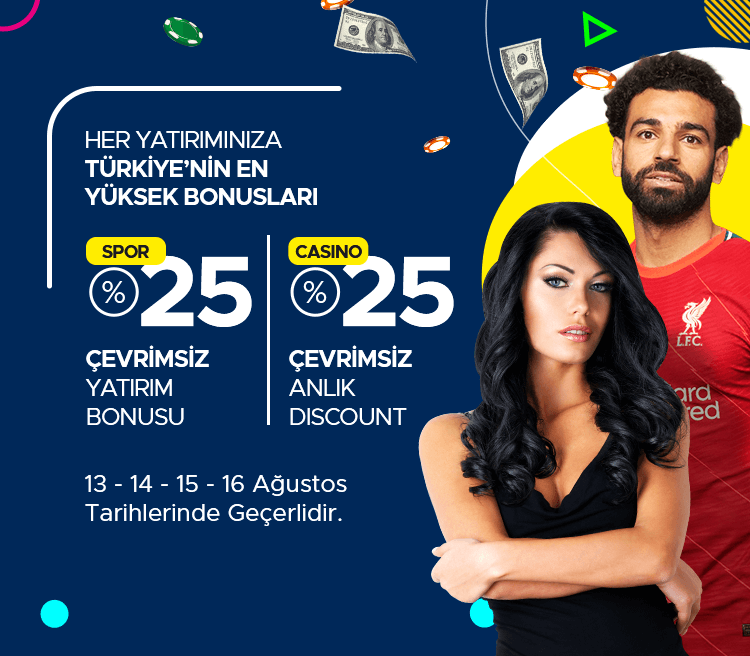 HER YATIRIMINIZA
TÜRKİYE'NİN EN
YÜKSEK BONUSLARI
SPOR
%25
ÇEVRİMSİZ
YATIRIM
BONUSU
CASINO
%25
ÇEVRİMSİZ
ANLIK
DISCOUNT
13 - 14 - 15 - 16 Ağustos
Tarihlerinde Geçerlidir.
L.F.C.